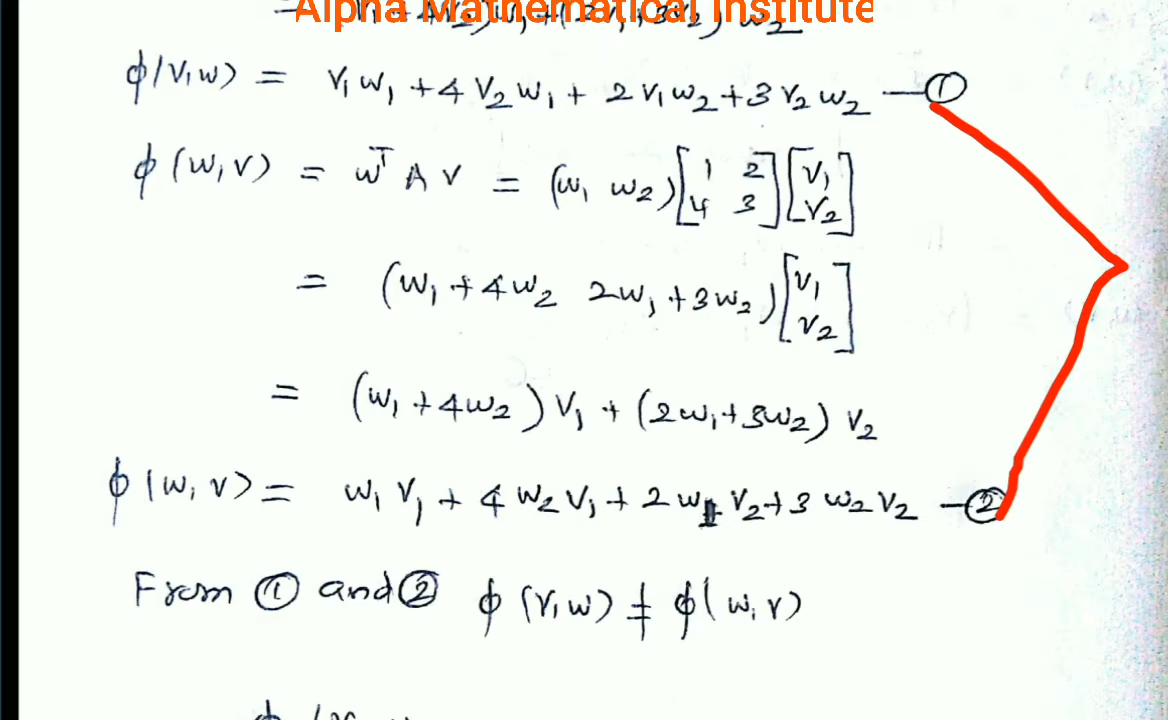 Alpha Mathematical Institute
ϕ(v,w) = v₁w₁ + 4v₂w₁ + 2v₁w₂ + 3v₂w₂ — ①
ϕ(w,v) = wᵀAv = (w₁ w₂) [1 2; 4 3] [v₁; v₂]
= (w₁+4w₂ 2w₁+3w₂) [v₁; v₂]
= (w₁+4w₂)v₁ + (2w₁+3w₂)v₂
ϕ(w,v) = w₁v₁ + 4w₂v₁ + 2w₁v₂ + 3w₂v₂ — ②
From ① and ② ϕ(v,w) ≠ ϕ(w,v)